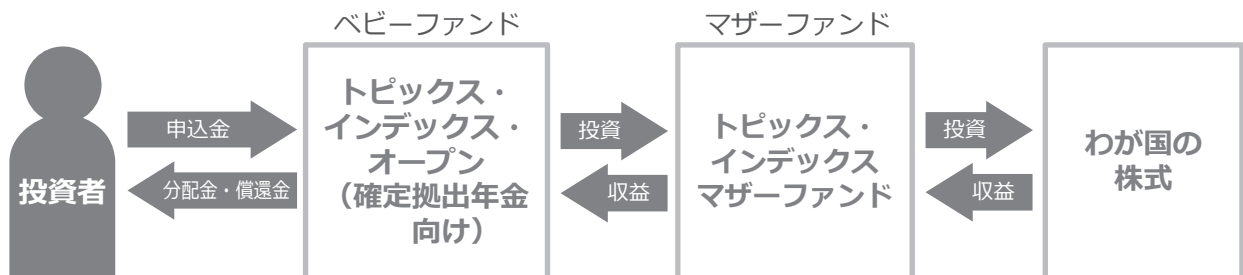 ベビーファンド
マザーファンド
投資者
申込金
分配金・償還金
トピックス・
インデックス・
オープン
（確定拠出年金
向け）
投資
収益
トピックス・
インデックス
マザーファンド
投資
収益
わが国の
株式